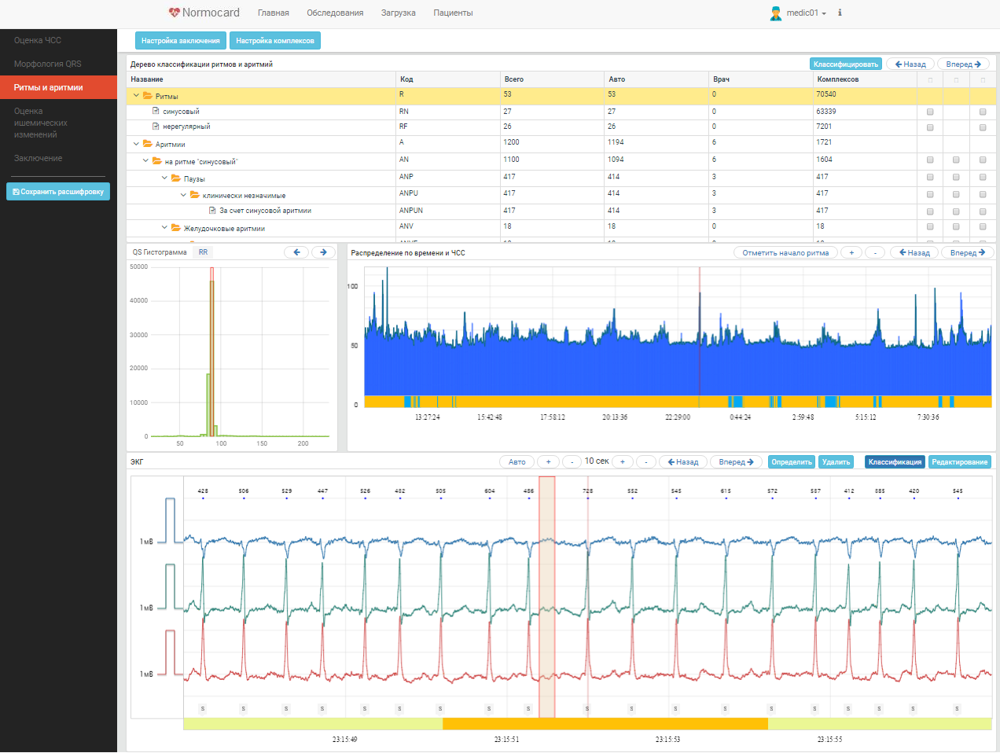 Normocard Главная Обследования Загрузка Пациенты medic01
Оценка ЧСС
Морфология QRS
Ритмы и аритмии
Оценка
ишемических
изменений
Заключение
Сохранить расшифровку
Настройка заключения Настройка комплексов
Дерево классификации ритмов и аритмий Классифицировать Назад Вперед
Название Код Всего Авто Врач Комплексов
Ритмы R 53 53 0 70540
синусовый RN 27 27 0 63339
нерегулярный RF 26 26 0 7201
Аритмии A 1200 1194 6 1721
на ритме "синусовый" AN 1100 1094 6 1604
Паузы ANP 417 414 3 417
клинически незначимые ANPU 417 414 3 417
За счет синусовой аритмии ANPUN 417 414 3 417
Желудочковые аритмии ANV 18 18 0 18
QS Гистограмма RR
50000
40000
30000
20000
10000
0
50 100 150 200
Распределение по времени и ЧСС Отметить начало ритма + - Назад Вперед
100
50
0
13:27:24 15:42:48 17:58:12 20:13:36 22:29:00 0:44:24 2:59:48 5:15:12 7:30:36
ЭКГ Авто + - 10 сек + - Назад Вперед Определить Удалить Классификация Редактирование
428 506 529 447 526 482 505 604 486 728 552 545 615 572 587 412 385 420 545
1мВ
1мВ
1мВ
S S S S S S S S S S S S S S S S S S S
23:15:49 23:15:51 23:15:53 23:15:55